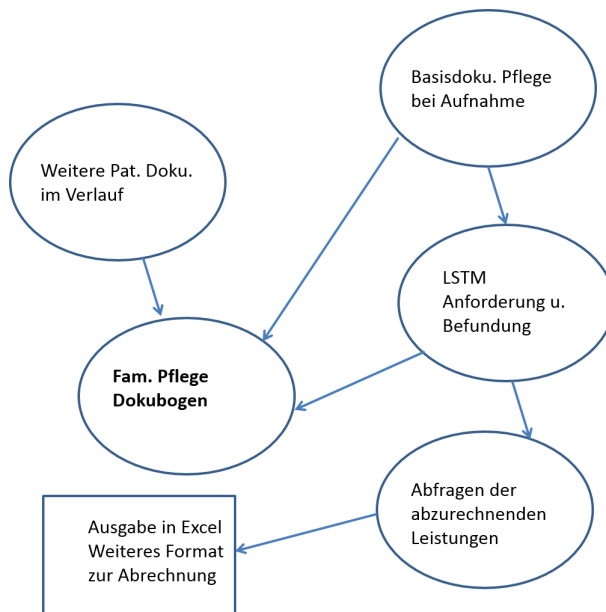 Basisdoku. Pflege
bei Aufnahme
Weitere Pat. Doku.
im Verlauf
LSTM
Anforderung u.
Befundung
Fam. Pflege
Dokubogen
Abfragen der
abzurechnenden
Leistungen
Ausgabe in Excel
Weiteres Format
zur Abrechnung